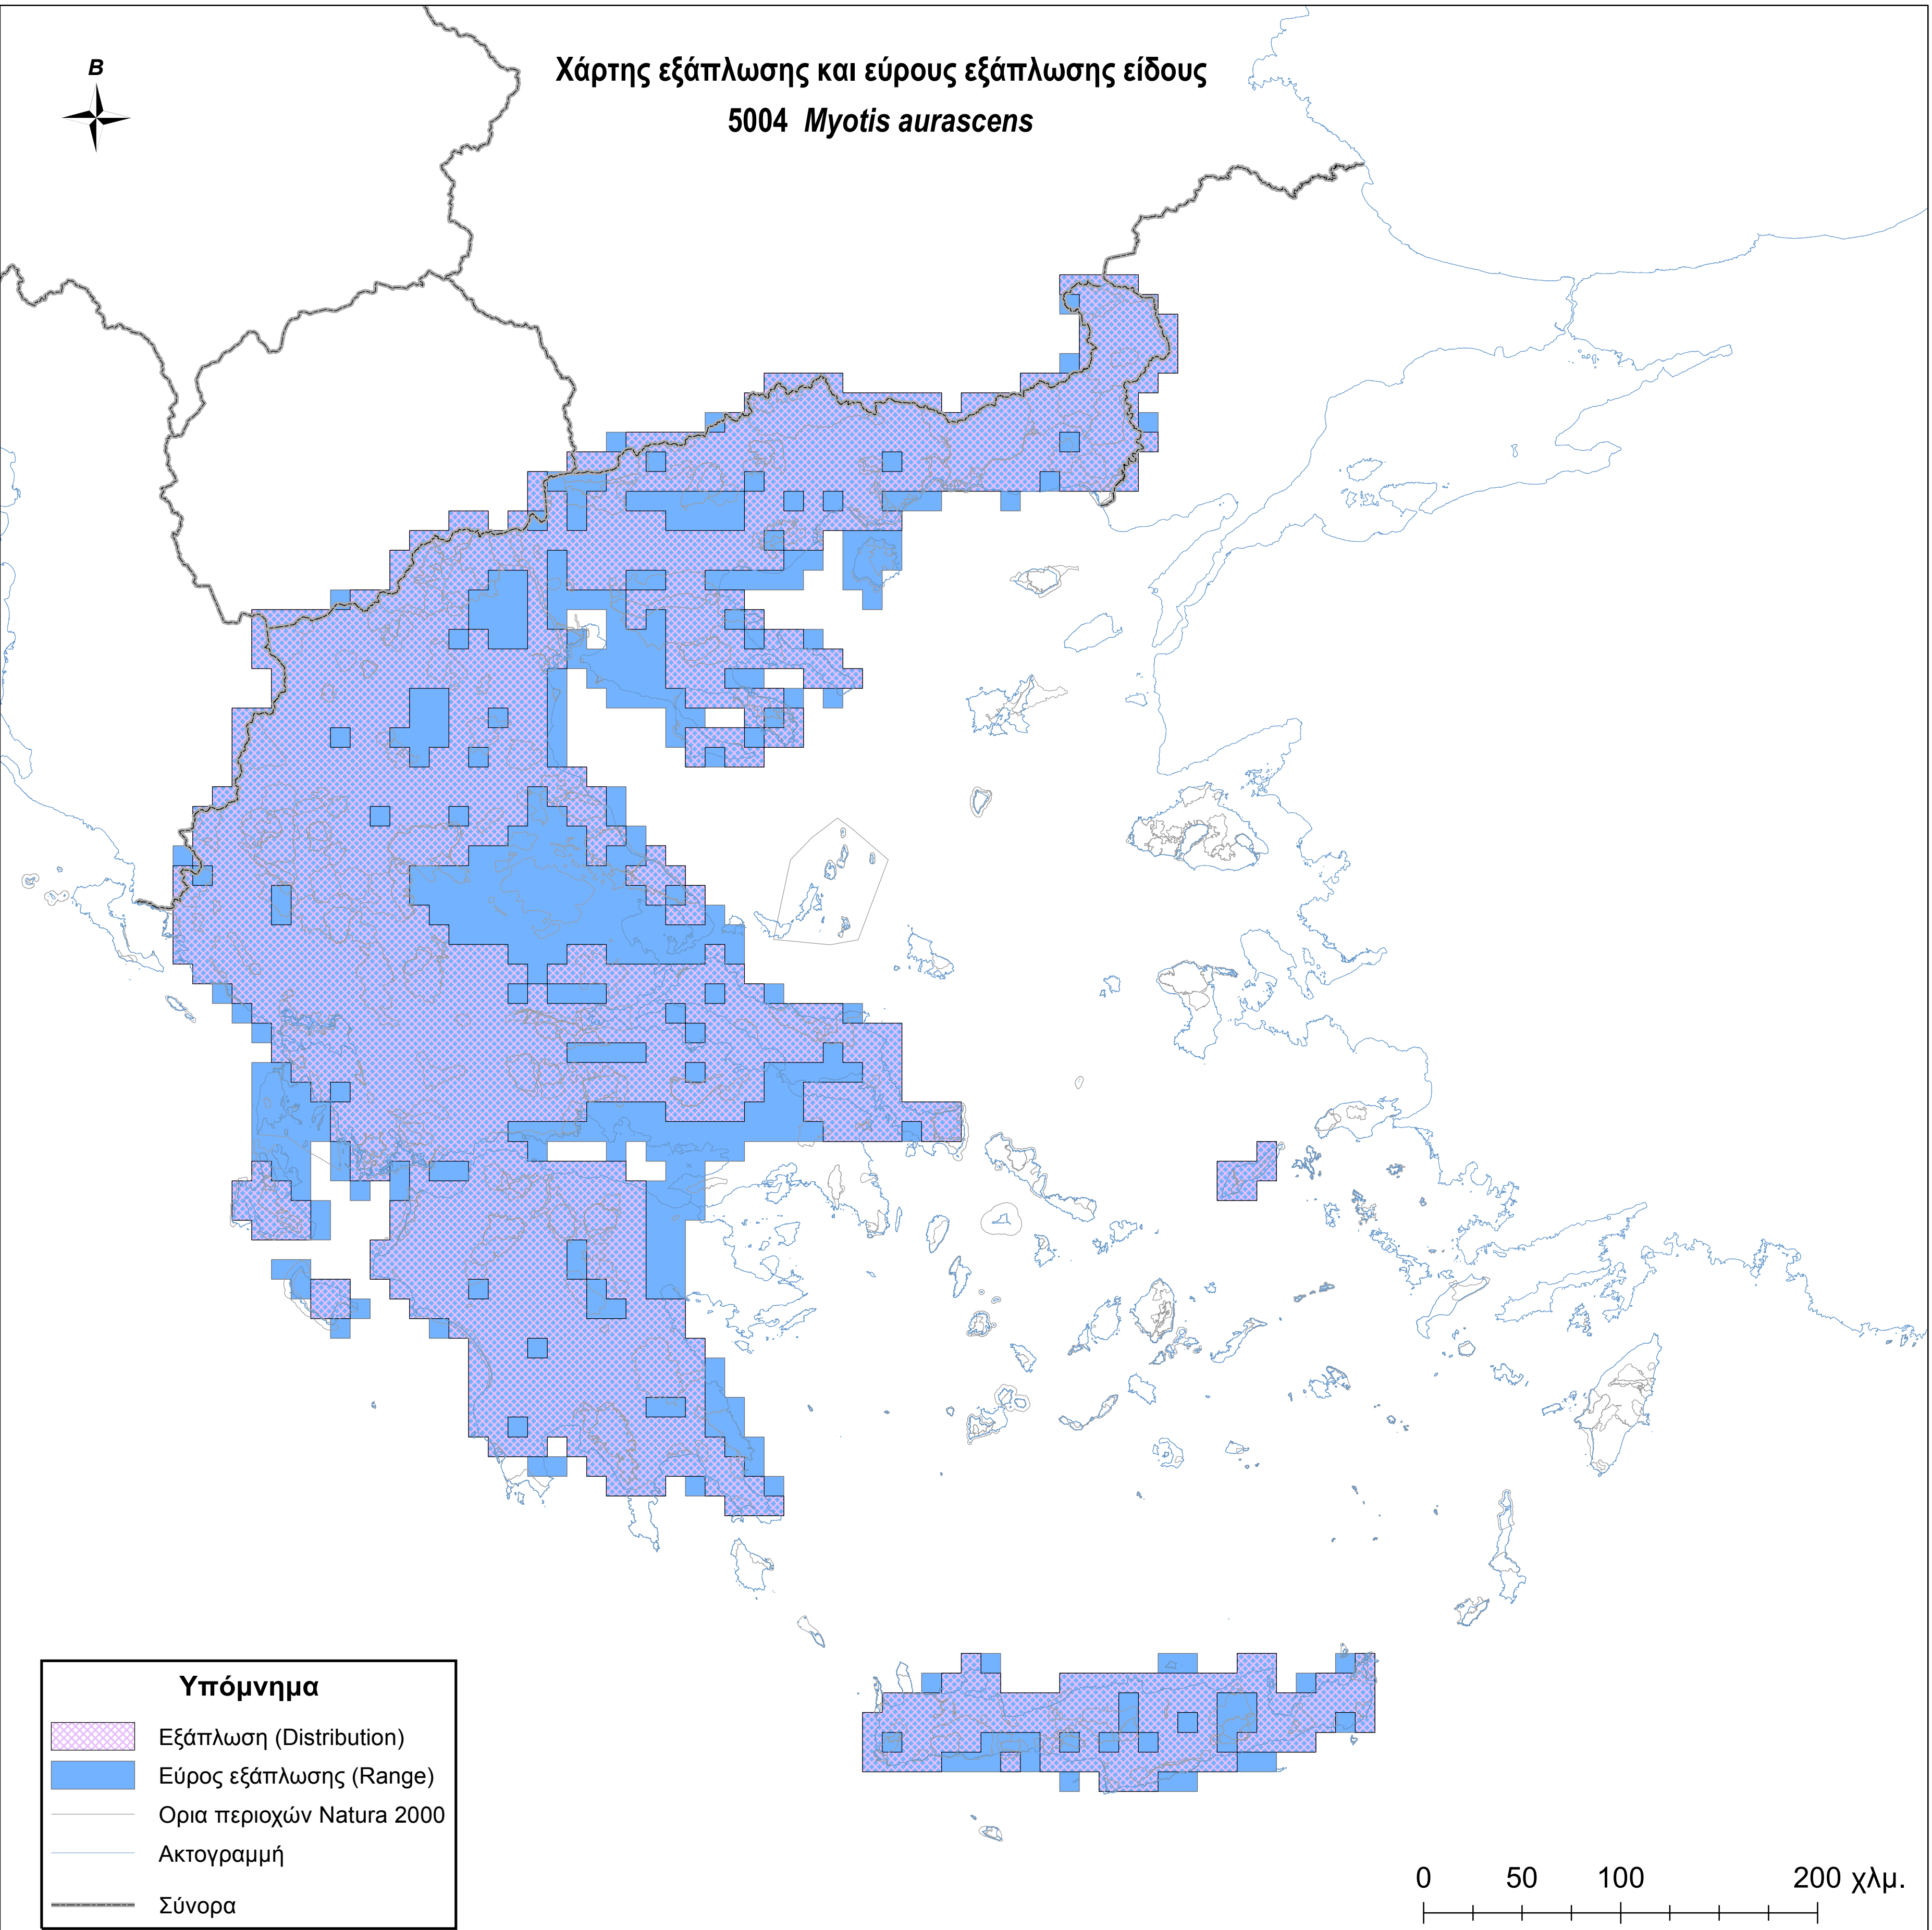 Β
Χάρτης εξάπλωσης και εύρους εξάπλωσης είδους
5004 Myotis aurascens
Υπόμνημα
Εξάπλωση (Distribution)
Εύρος εξάπλωσης (Range)
Ορια περιοχών Natura 2000
Ακτογραμμή
Σύνορα
0 50 100 200 χλμ.